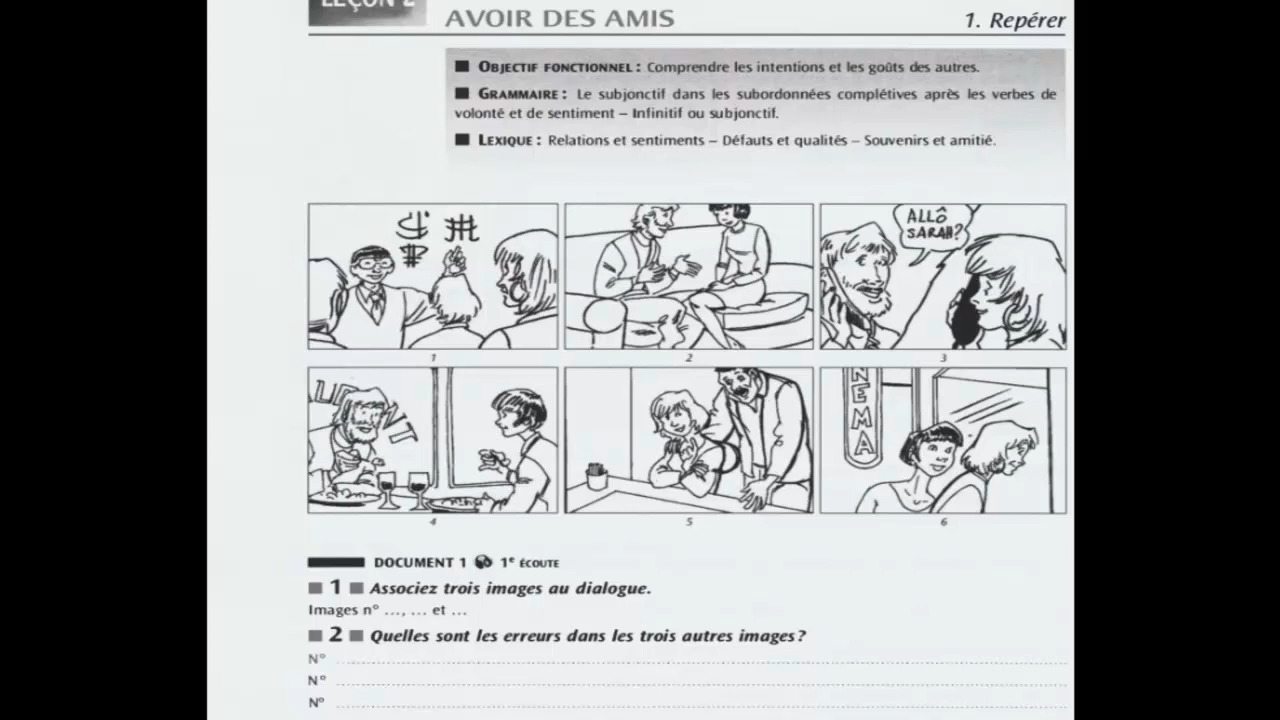 LEÇON 2
AVOIR DES AMIS
1. Repérer
■ OBJECTIF FONCTIONNEL : Comprendre les intentions et les goûts des autres.
■ GRAMMAIRE : Le subjonctif dans les subordonnées complétives après les verbes de
volonté et de sentiment – Infinitif ou subjonctif.
■ LEXIQUE : Relations et sentiments – Défauts et qualités – Souvenirs et amitié.
ALLÔ
SARAH?
1
2
3
NEMA
4
5
6
DOCUMENT 1 1e ÉCOUTE
■ 1 ■ Associez trois images au dialogue.
Images n° ..., ... et ...
■ 2 ■ Quelles sont les erreurs dans les trois autres images?
N°
N°
N°